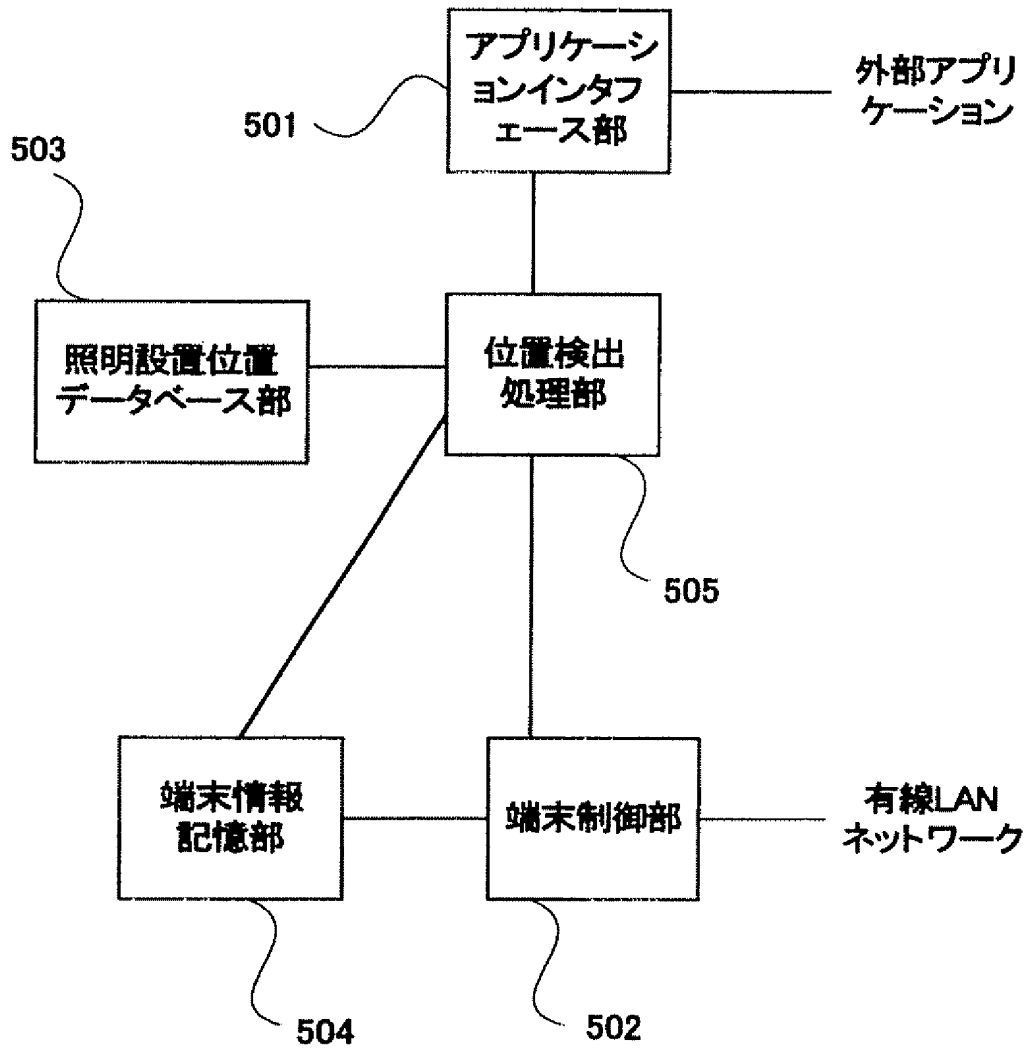 アプリケーシ
ョンインタフ
ェース部
外部アプリ
ケーション
501
503
照明設置位置
データベース部
位置検出
処理部
505
端末情報
記憶部
端末制御部
有線LAN
ネットワーク
504
502